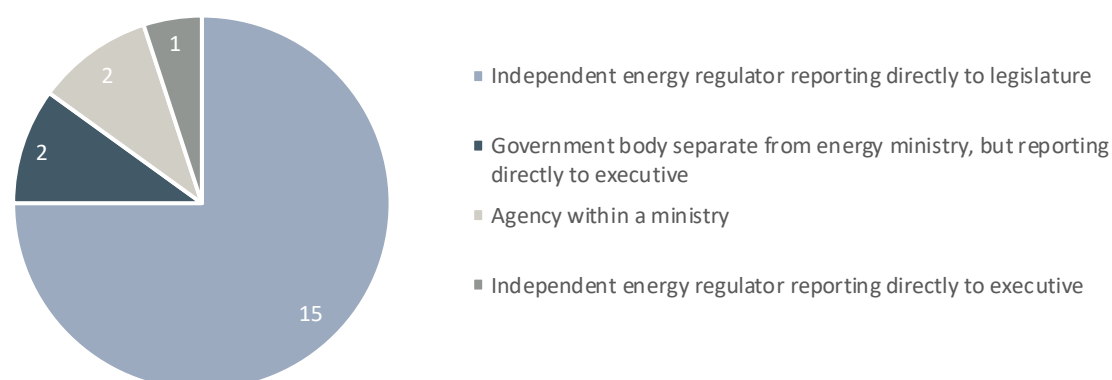 1
2
2
15
Independent energy regulator reporting directly to legislature
Government body separate from energy ministry, but reporting
directly to executive
Agency within a ministry
Independent energy regulator reporting directly to executive